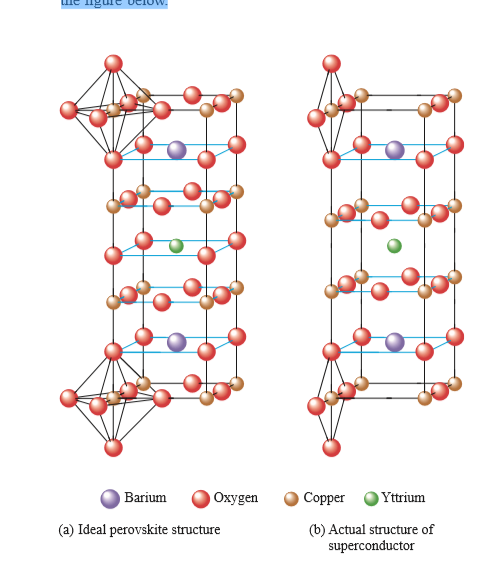 the figure below.
Barium Oxygen Copper Yttrium
(a) Ideal perovskite structure
(b) Actual structure of
superconductor